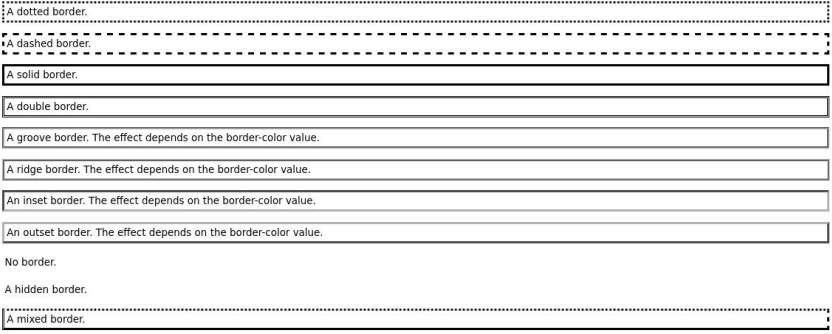 A dotted border.
A dashed border.
A solid border.
A double border.
A groove border. The effect depends on the border-color value.
A ridge border. The effect depends on the border-color value.
An inset border. The effect depends on the border-color value.
An outset border. The effect depends on the border-color value.
No border.
A hidden border.
A mixed border.